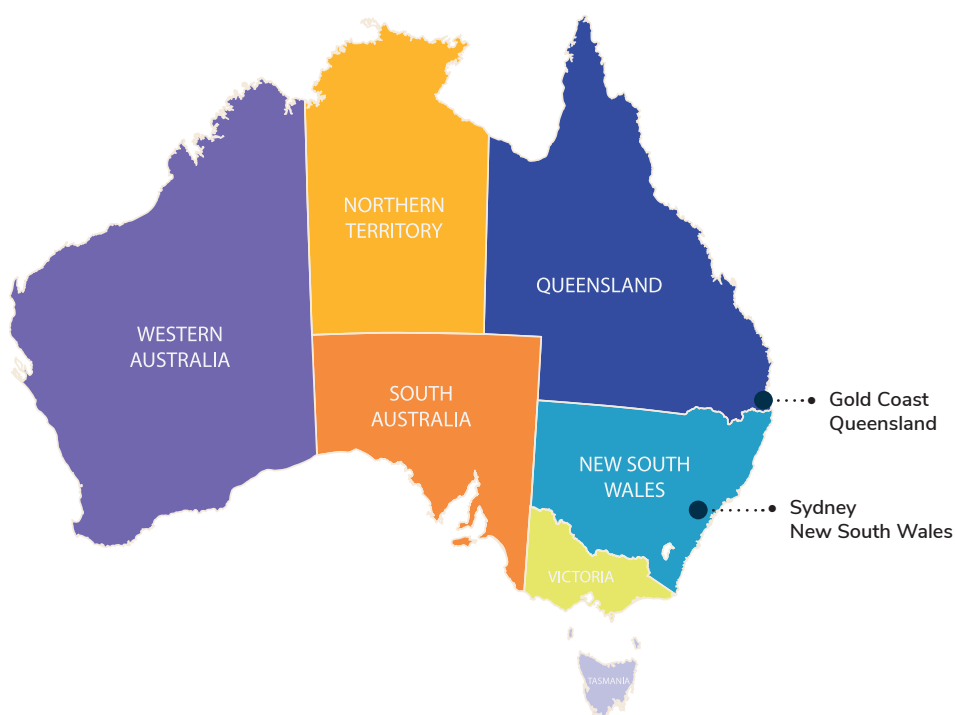 NORTHERN
TERRITORY
QUEENSLAND
WESTERN
AUSTRALIA
SOUTH
AUSTRALIA
Gold Coast
Queensland
NEW SOUTH
WALES
Sydney
New South Wales
VICTORIA
TASMANIA